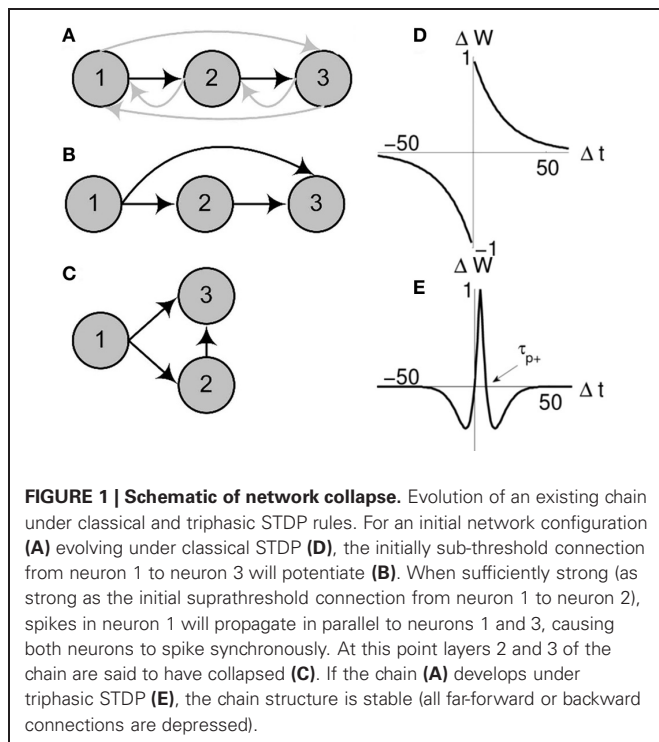 A
1
2
3
B
1
2
3
C
1
3
2
D
Δ W
1
−50
50
Δ t
−1
E
Δ W
1
τp+
−50
50
Δ t
FIGURE 1 | Schematic of network collapse. Evolution of an existing chain
under classical and triphasic STDP rules. For an initial network configuration
(A) evolving under classical STDP (D), the initially sub-threshold connection
from neuron 1 to neuron 3 will potentiate (B). When sufficiently strong (as
strong as the initial suprathreshold connection from neuron 1 to neuron 2),
spikes in neuron 1 will propagate in parallel to neurons 1 and 3, causing
both neurons to spike synchronously. At this point layers 2 and 3 of the
chain are said to have collapsed (C). If the chain (A) develops under
triphasic STDP (E), the chain structure is stable (all far-forward or backward
connections are depressed).